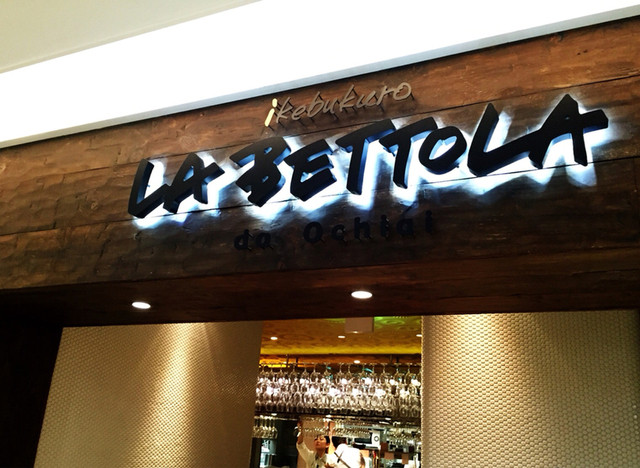 ikebukuro
LA BETTOLA
da Ochiai